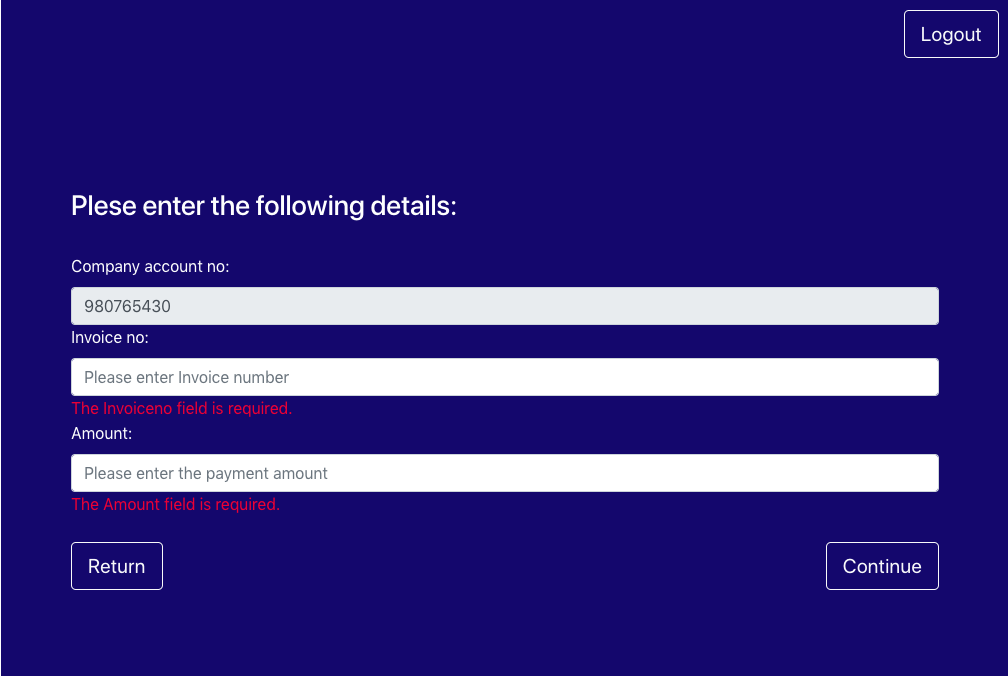 Logout
Plese enter the following details:
Company account no:
980765430
Invoice no:
Please enter Invoice number
The Invoiceno field is required.
Amount:
Please enter the payment amount
The Amount field is required.
Return
Continue